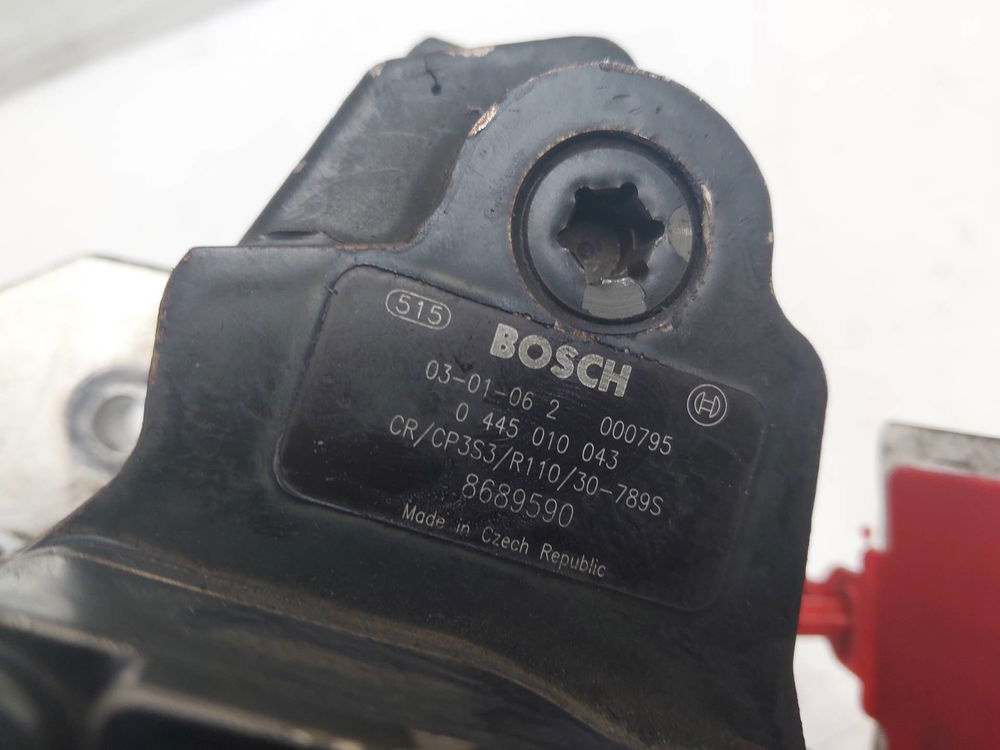 515
BOSCH
03-01-06 2 000795
0 445 010 043
CR/CP3S3/R110/30-789S
8689590
Made in Czech Republic